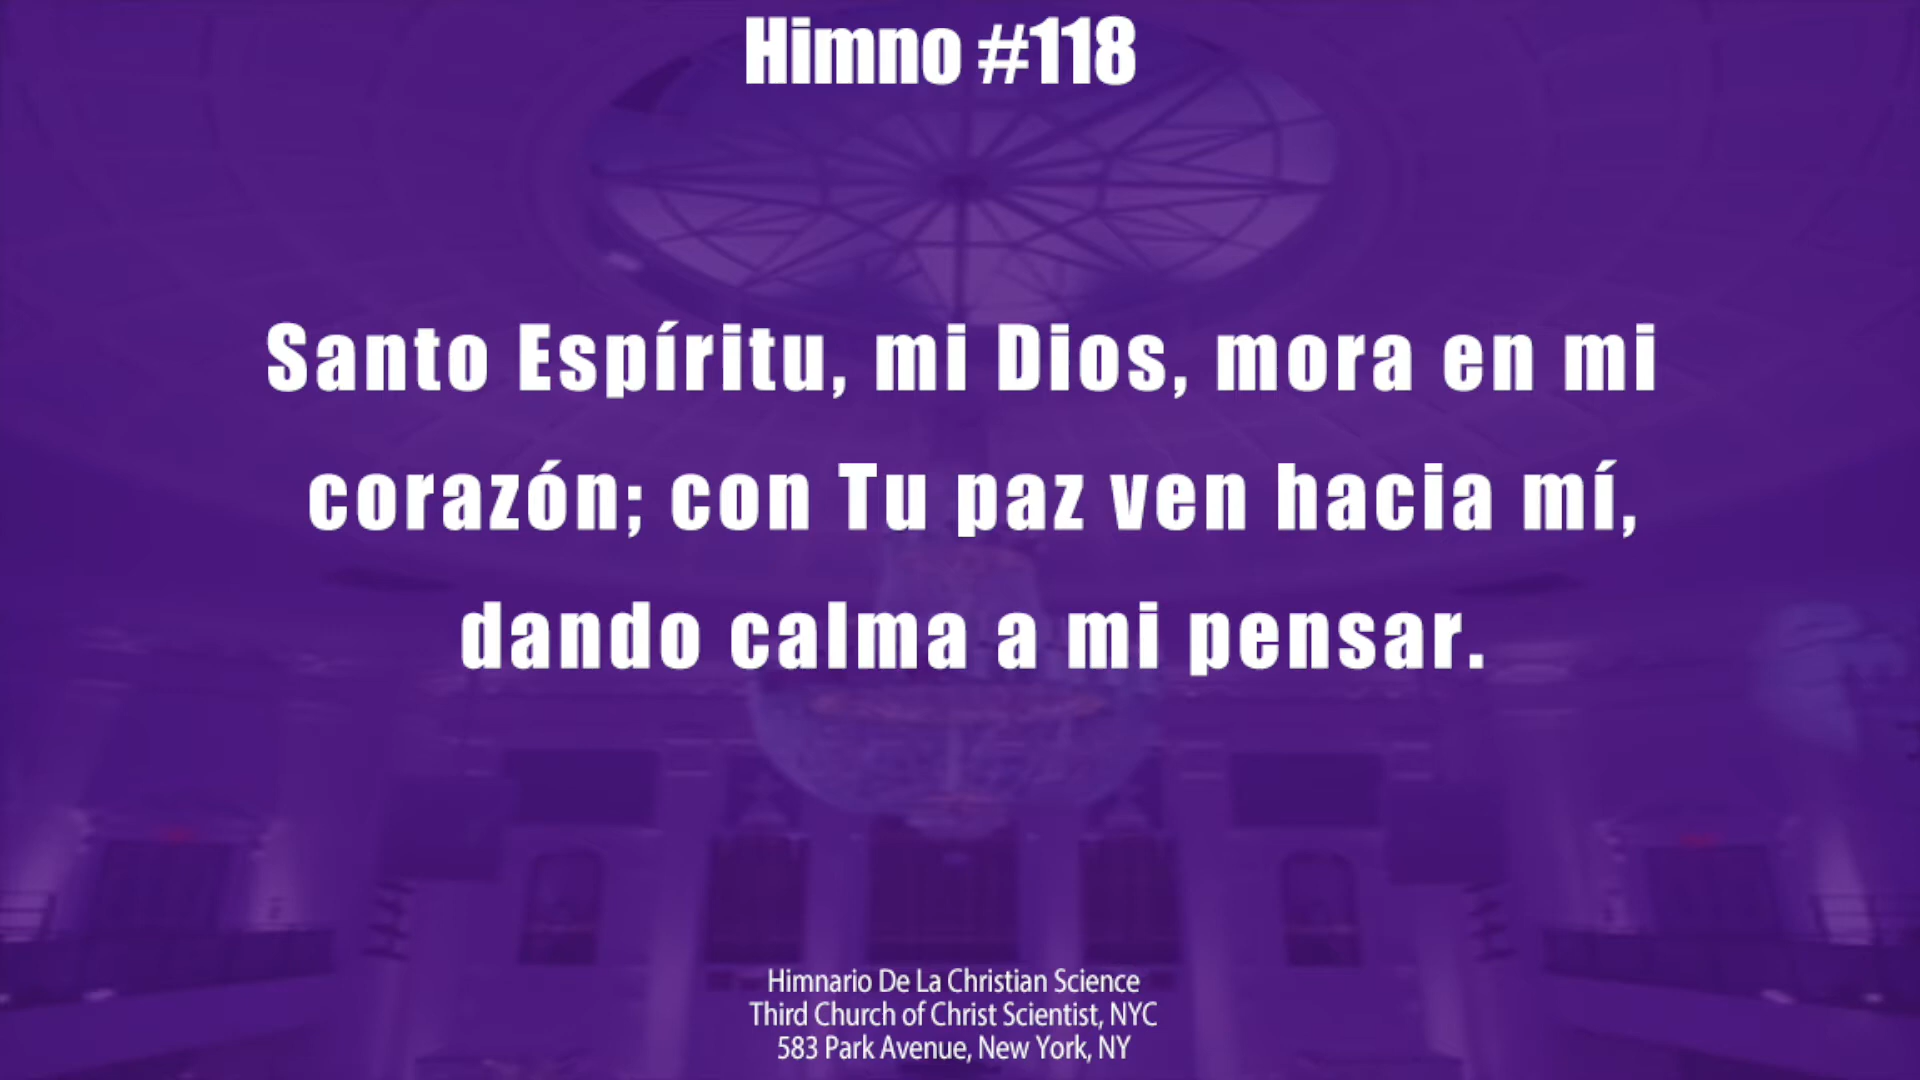 Himno #118
Santo Espíritu, mi Dios, mora en mi
corazón; con Tu paz ven hacia mí,
dando calma a mi pensar.
Himnario De La Christian Science
Third Church of Christ Scientist, NYC
583 Park Avenue, New York, NY